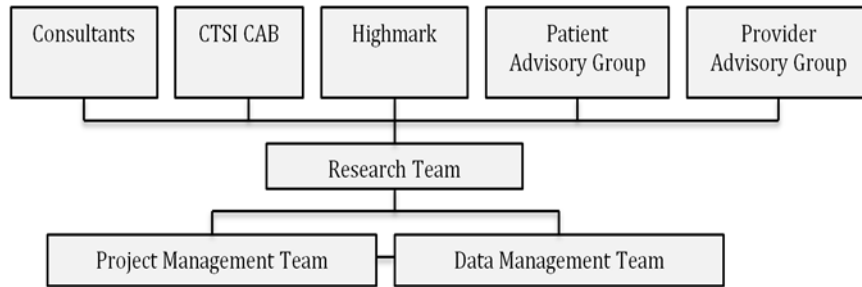 Consultants
CTSI CAB
Highmark
Patient
Advisory Group
Provider
Advisory Group
Research Team
Project Management Team
Data Management Team